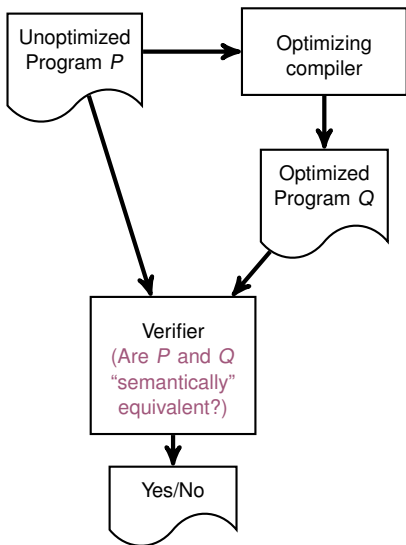 Unoptimized
Program P
Optimizing
compiler
Optimized
Program Q
Verifier
(Are P and Q
“semantically”
equivalent?)
Yes/No